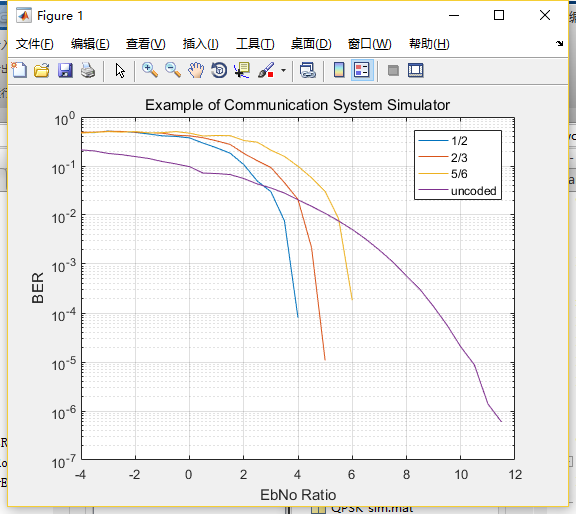 Figure 1
文件(F) 编辑(E) 查看(V) 插入(I) 工具(T) 桌面(D) 窗口(W) 帮助(H)
Example of Communication System Simulator
10^0
10^-1
10^-2
10^-3
10^-4
10^-5
10^-6
10^-7
BER
1/2
2/3
5/6
uncoded
-4 -2 0 2 4 6 8 10 12
EbNo Ratio
QPSK_sim.mat